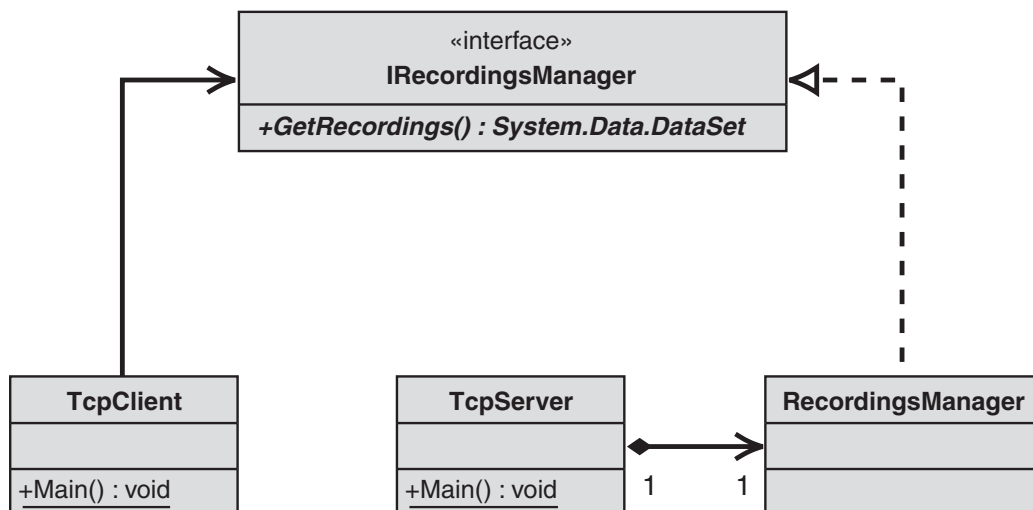 «interface»
IRecordingsManager
+GetRecordings() : System.Data.DataSet
TcpClient
+Main() : void
TcpServer
+Main() : void
1
1
RecordingsManager